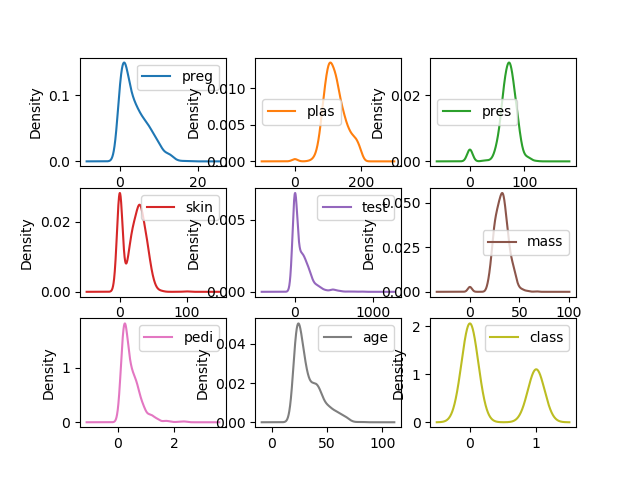 preg
0.1
0.0
Density
0 20
plas
0.010
0.005
0.000
Density
0 200
pres
0.02
0.00
Density
0 100
skin
0.02
0.00
Density
0 100
test
0.005
0.000
Density
0 1000
mass
0.050
0.025
0.000
Density
0 50 100
pedi
1
0
Density
0 2
age
0.04
0.02
0.00
Density
0 50 100
class
2
1
0
Density
0 1